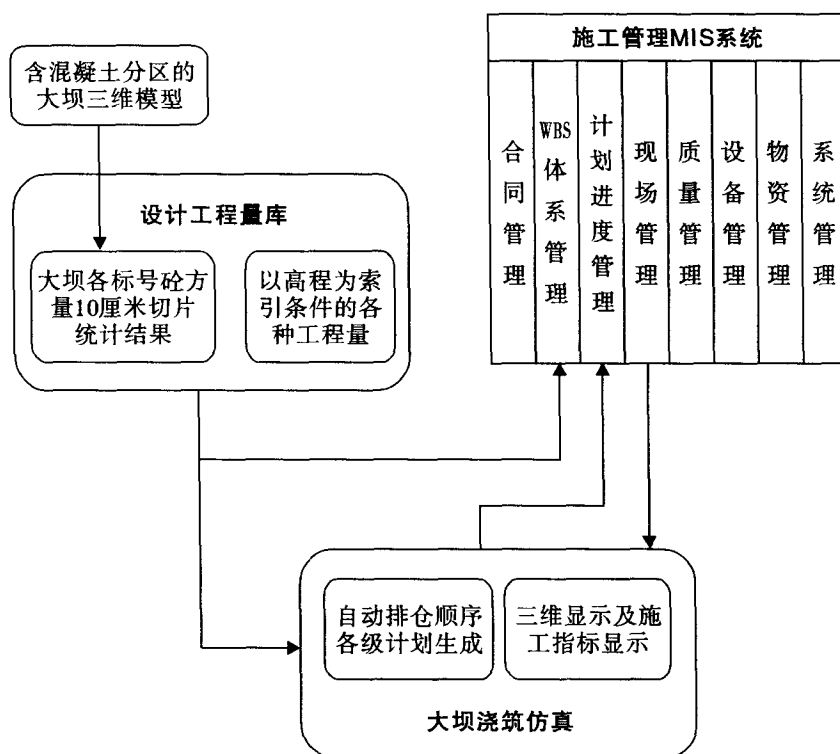 含混凝土分区的
大坝三维模型
设计工程量库
大坝各标号砼方
量10厘米切片
统计结果
以高程为索
引条件的各
种工程量
施工管理MIS系统
合同管理
WBS体系管理
计划进度管理
现场管理
质量管理
设备管理
物资管理
系统管理
自动排仓顺序
各级计划生成
三维显示及施
工指标显示
大坝浇筑仿真